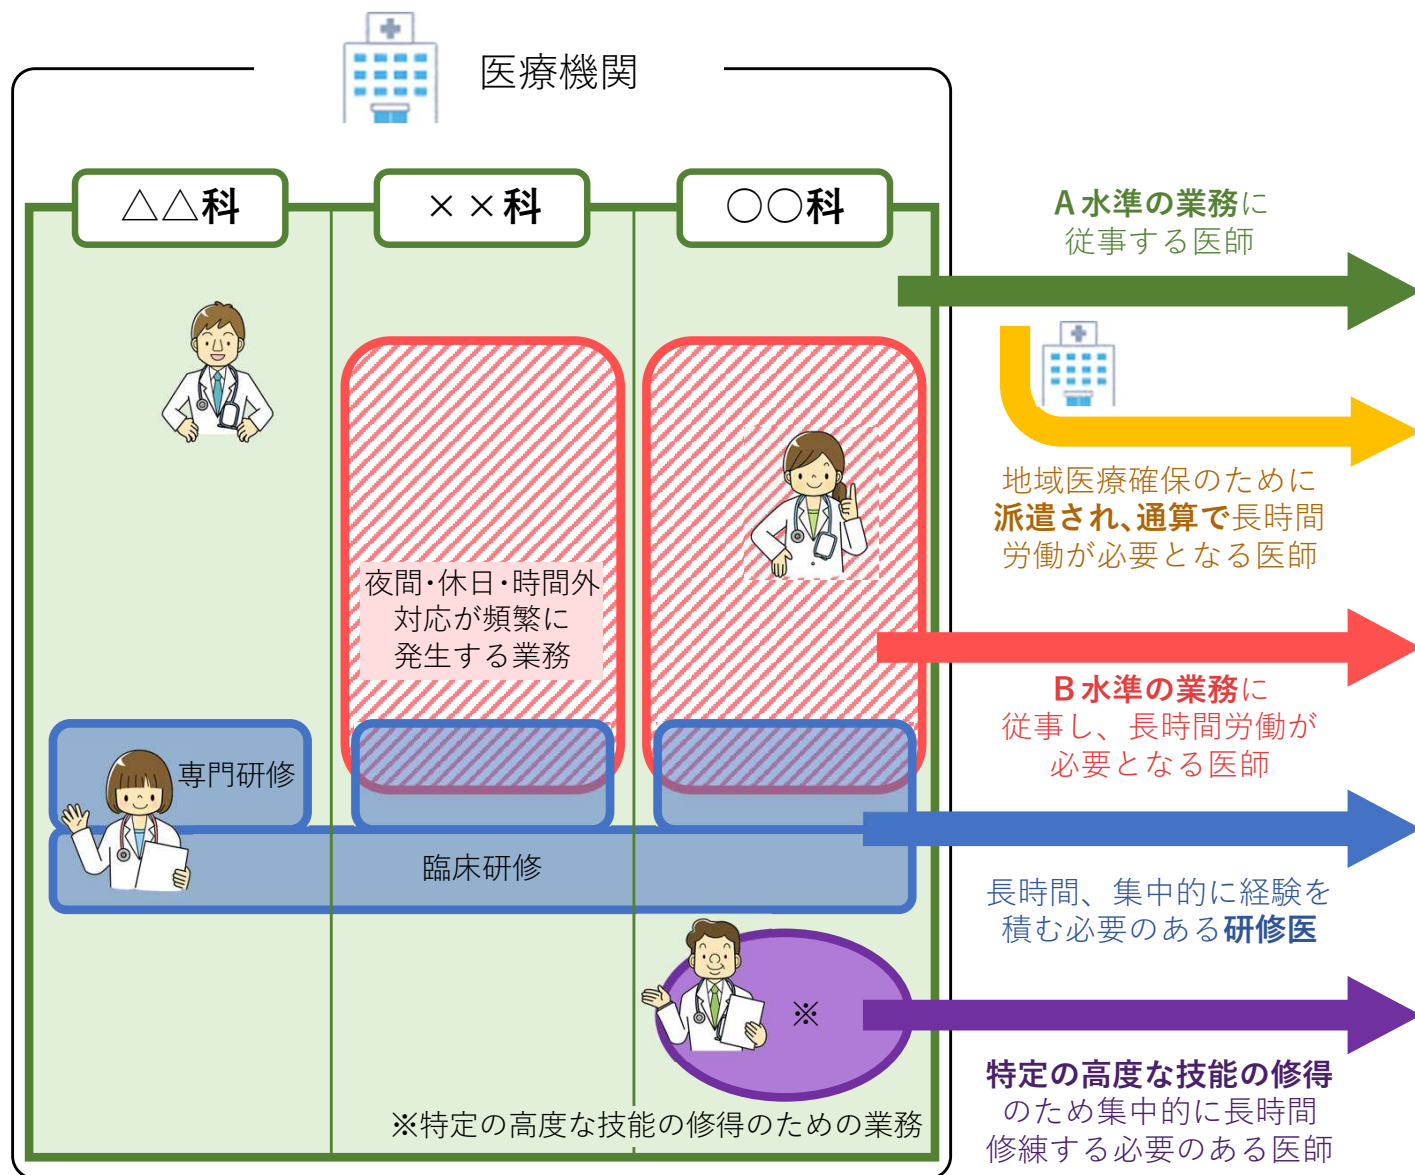 医療機関
△△科
××科
○○科
夜間･休日･時間外
対応が頻繁に
発生する業務
専門研修
臨床研修
※
※特定の高度な技能の修得のための業務
A水準の業務に
従事する医師
地域医療確保のために
派遣され､通算で長時間
労働が必要となる医師
B水準の業務に
従事し、長時間労働が
必要となる医師
長時間、集中的に経験を
積む必要のある研修医
特定の高度な技能の修得
のため集中的に長時間
修練する必要のある医師